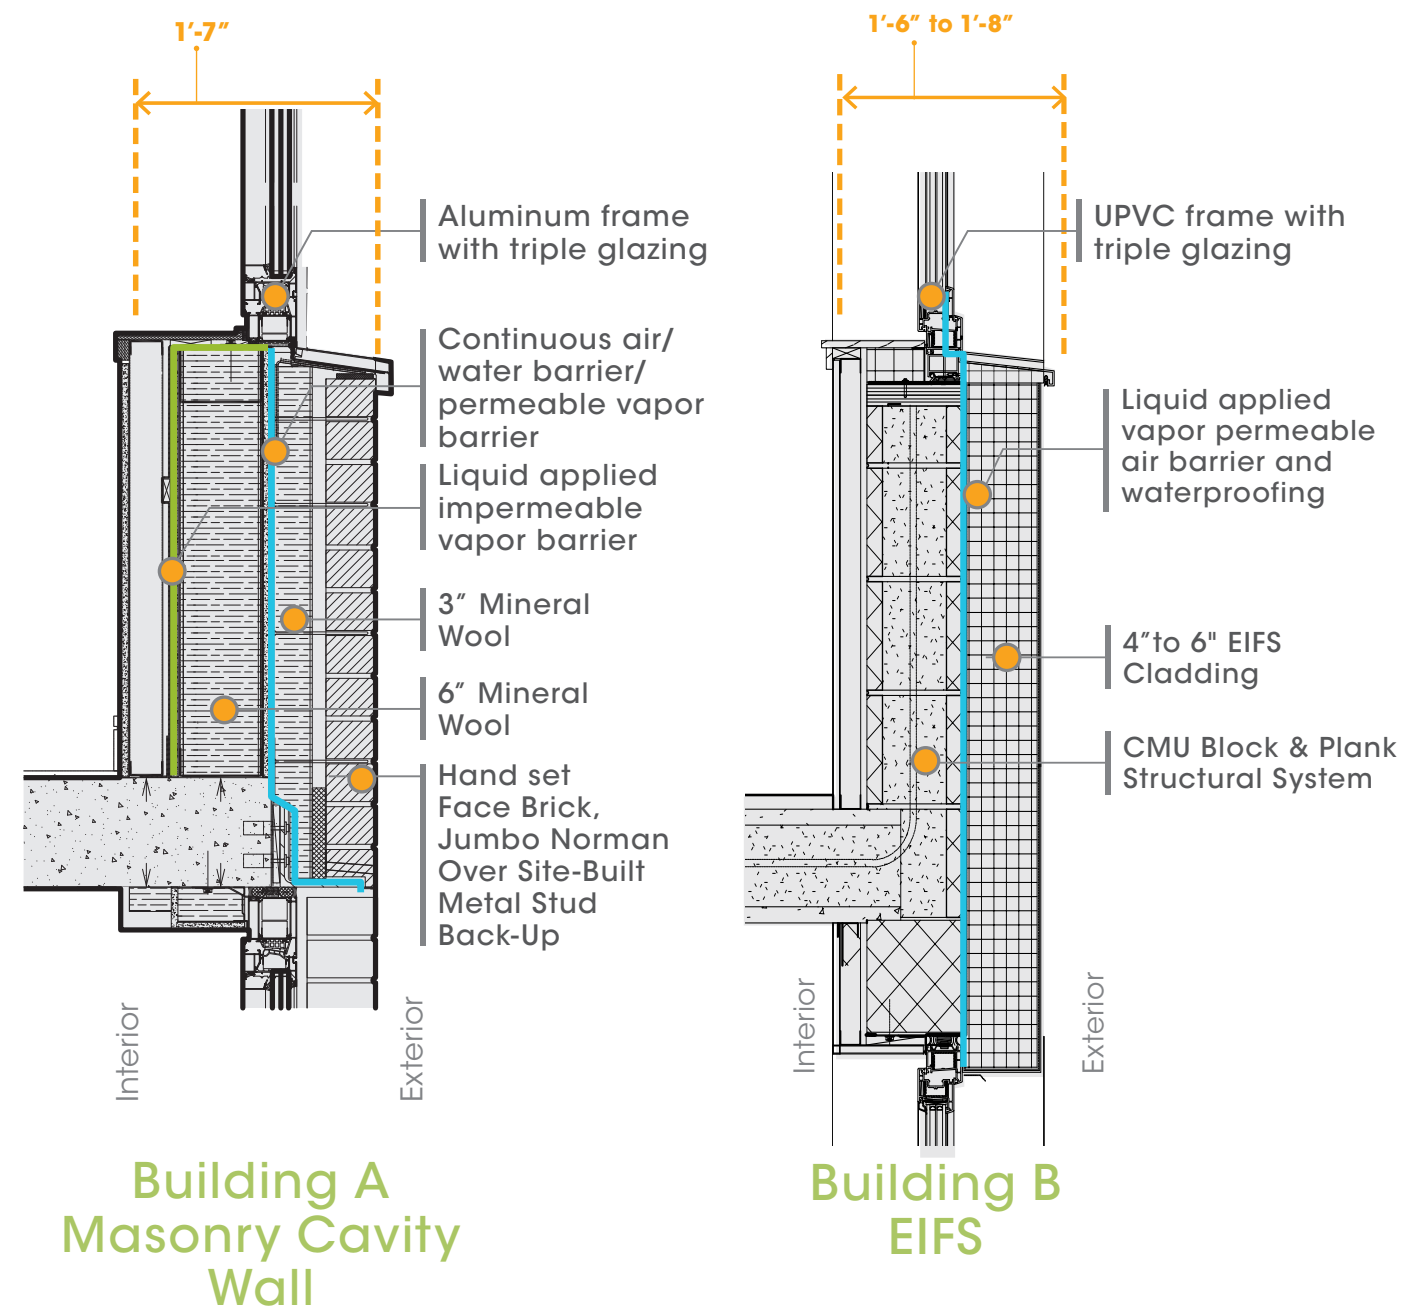 1’-7”
Aluminum frame
with triple glazing
Continuous air/
water barrier/
permeable vapor
barrier
Liquid applied
impermeable
vapor barrier
3” Mineral
Wool
6” Mineral
Wool
Hand set
Face Brick,
Jumbo Norman
Over Site-Built
Metal Stud
Back-Up
Interior
Exterior
Building A
Masonry Cavity
Wall
1’-6” to 1’-8”
UPVC frame with
triple glazing
Liquid applied
vapor permeable
air barrier and
waterproofing
4”to 6" EIFS
Cladding
CMU Block & Plank
Structural System
Interior
Exterior
Building B
EIFS